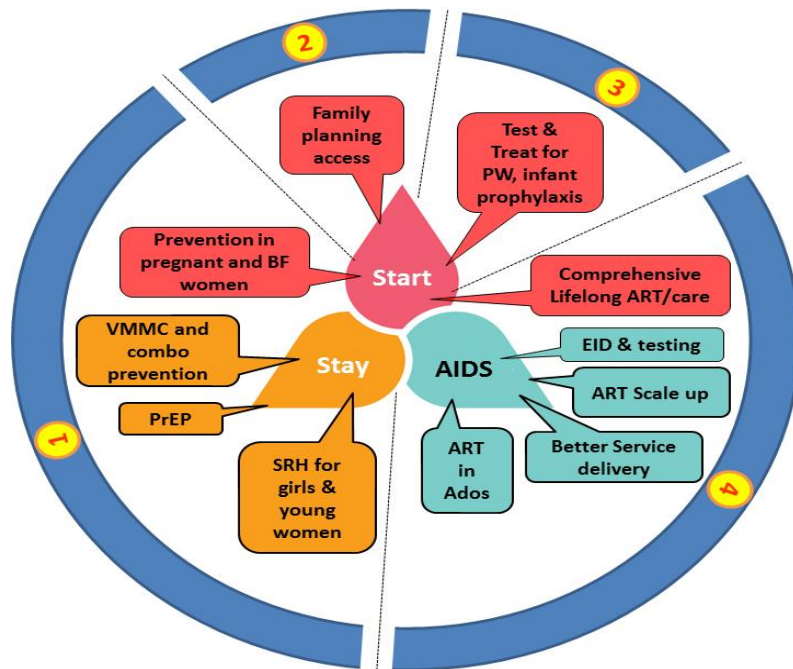 2
3
Family
planning
access
Test &
Treat for
PW, infant
prophylaxis
Prevention in
pregnant and BF
women
Start
Comprehensive
Lifelong ART/care
VMMC and
combo
prevention
Stay
AIDS
EID & testing
PrEP
ART Scale up
SRH for
girls &
young
women
ART
in
Ados
Better Service
delivery
1
4